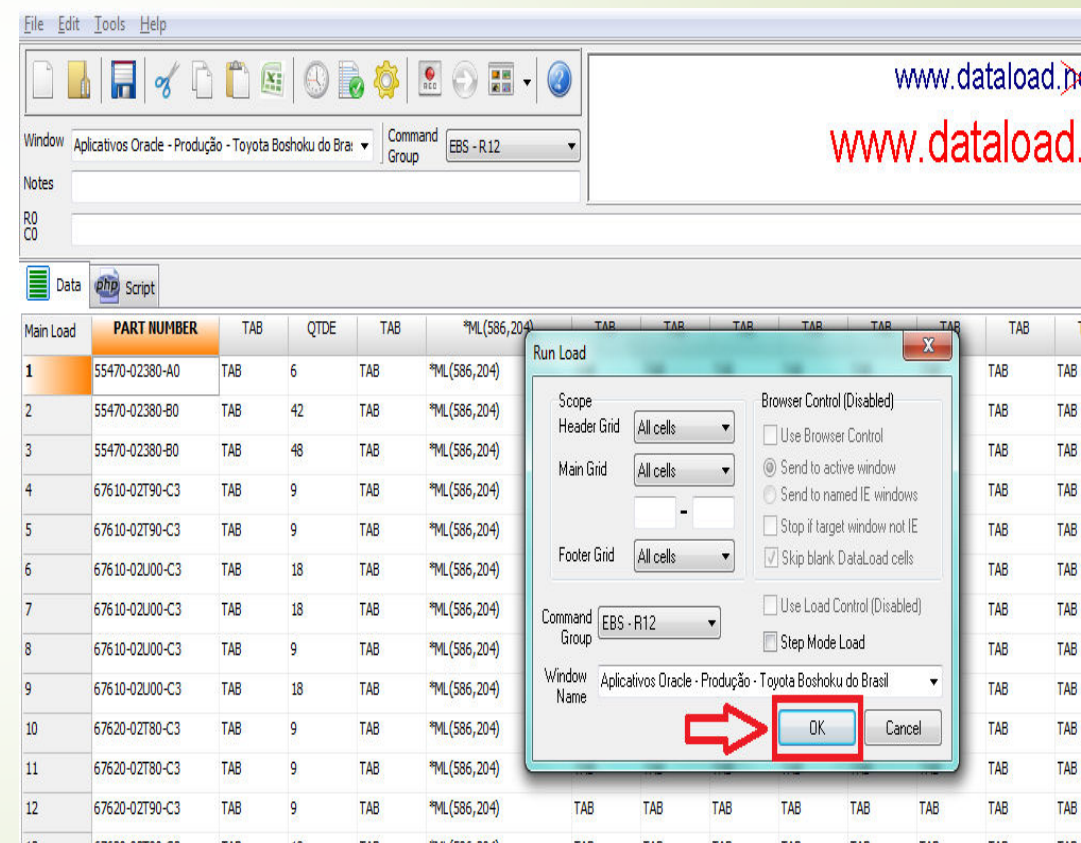 File Edit Tools Help
www.dataload.
www.dataload.
Window Aplicativos Oracle - Produção - Toyota Boshoku do Bras Command Group EBS - R12
Notes
R0
C0
Data php Script
Main Load PART NUMBER TAB QTDE TAB *ML(586,204) TAB TAB TAB TAB TAB TAB TAB
1 55470-02380-A0 TAB 6 TAB *ML(586,204) TAB TAB
2 55470-02380-B0 TAB 42 TAB *ML(586,204) TAB TAB
3 55470-02380-B0 TAB 48 TAB *ML(586,204) TAB TAB
4 67610-02T90-C3 TAB 9 TAB *ML(586,204) TAB TAB
5 67610-02T90-C3 TAB 9 TAB *ML(586,204) TAB TAB
6 67610-02U00-C3 TAB 18 TAB *ML(586,204) TAB TAB
7 67610-02U00-C3 TAB 18 TAB *ML(586,204) TAB TAB
8 67610-02U00-C3 TAB 9 TAB *ML(586,204) TAB TAB
9 67610-02U00-C3 TAB 18 TAB *ML(586,204) TAB TAB
10 67620-02T80-C3 TAB 9 TAB *ML(586,204) TAB TAB
11 67620-02T80-C3 TAB 9 TAB *ML(586,204) TAB TAB
12 67620-02T90-C3 TAB 9 TAB *ML(586,204) TAB TAB TAB TAB TAB TAB TAB TAB
Run Load
Scope
Header Grid All cells
Main Grid All cells
-
Footer Grid All cells
Browser Control (Disabled)
Use Browser Control
Send to active window
Send to named IE windows
Stop if target window not IE
Skip blank DataLoad cells
Command Group EBS - R12
Use Load Control (Disabled)
Step Mode Load
Window Name Aplicativos Oracle - Produção - Toyota Boshoku do Brasil
OK Cancel